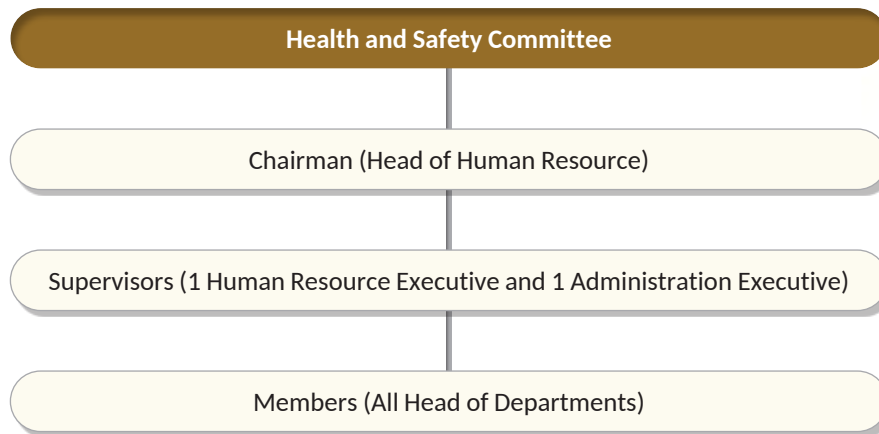 Health and Safety Committee
Chairman (Head of Human Resource)
Supervisors (1 Human Resource Executive and 1 Administration Executive)
Members (All Head of Departments)